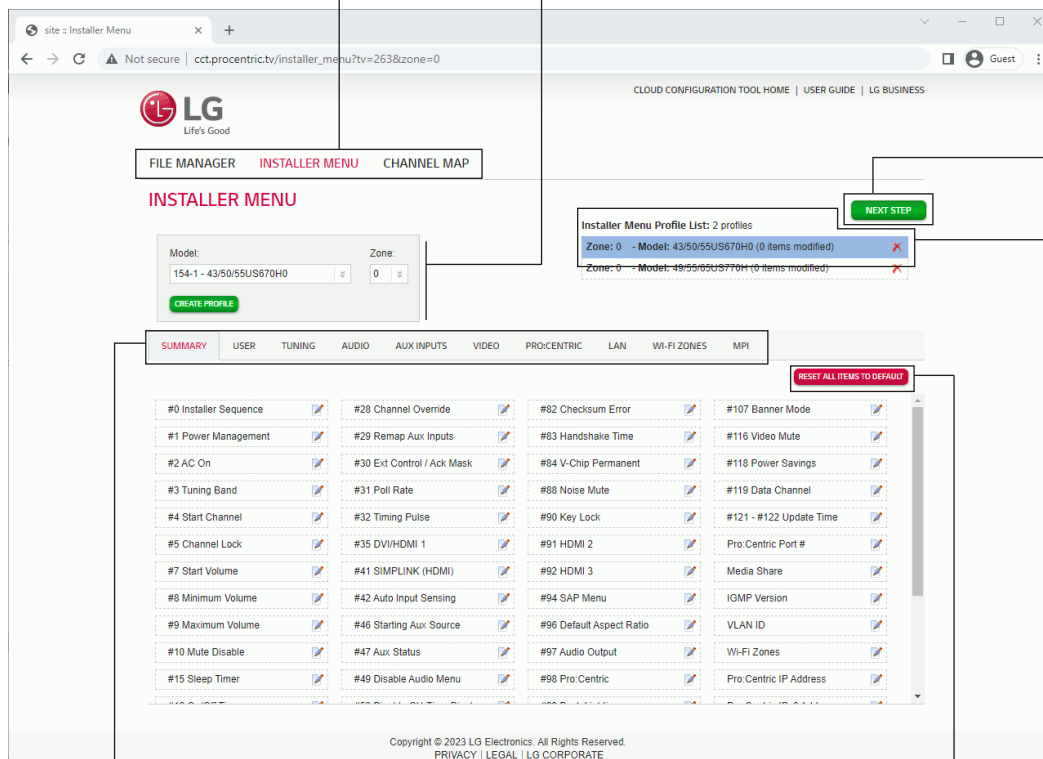 site :: Installer Menu
Not secure cct.procentric.tv/installer_menu?tv=263&zone=0 Guest
CLOUD CONFIGURATION TOOL HOME | USER GUIDE | LG BUSINESS
LG
Life's Good
FILE MANAGER INSTALLER MENU CHANNEL MAP
INSTALLER MENU
NEXT STEP
Installer Menu Profile List: 2 profiles
Zone: 0 - Model: 43/50/55US670H0 (0 items modified)
Zone: 0 - Model: 49/55/65US770H (0 items modified)
Model: Zone:
154-1 - 43/50/55US670H0 0
CREATE PROFILE
SUMMARY USER TUNING AUDIO AUX INPUTS VIDEO PRO:CENTRIC LAN WI-FI ZONES MPI
RESET ALL ITEMS TO DEFAULT
#0 Installer Sequence #28 Channel Override #82 Checksum Error #107 Banner Mode
#1 Power Management #29 Remap Aux Inputs #83 Handshake Time #116 Video Mute
#2 AC On #30 Ext Control / Ack Mask #84 V-Chip Permanent #118 Power Savings
#3 Tuning Band #31 Poll Rate #88 Noise Mute #119 Data Channel
#4 Start Channel #32 Timing Pulse #90 Key Lock #121 - #122 Update Time
#5 Channel Lock #35 DVI/HDMI 1 #91 HDMI 2 Pro:Centric Port #
#7 Start Volume #41 SIMPLINK (HDMI) #92 HDMI 3 Media Share
#8 Minimum Volume #42 Auto Input Sensing #94 SAP Menu IGMP Version
#9 Maximum Volume #46 Starting Aux Source #96 Default Aspect Ratio VLAN ID
#10 Mute Disable #47 Aux Status #97 Audio Output Wi-Fi Zones
#15 Sleep Timer #49 Disable Audio Menu #98 Pro:Centric Pro:Centric IP Address
Copyright © 2023 LG Electronics. All Rights Reserved.
PRIVACY | LEGAL | LG CORPORATE